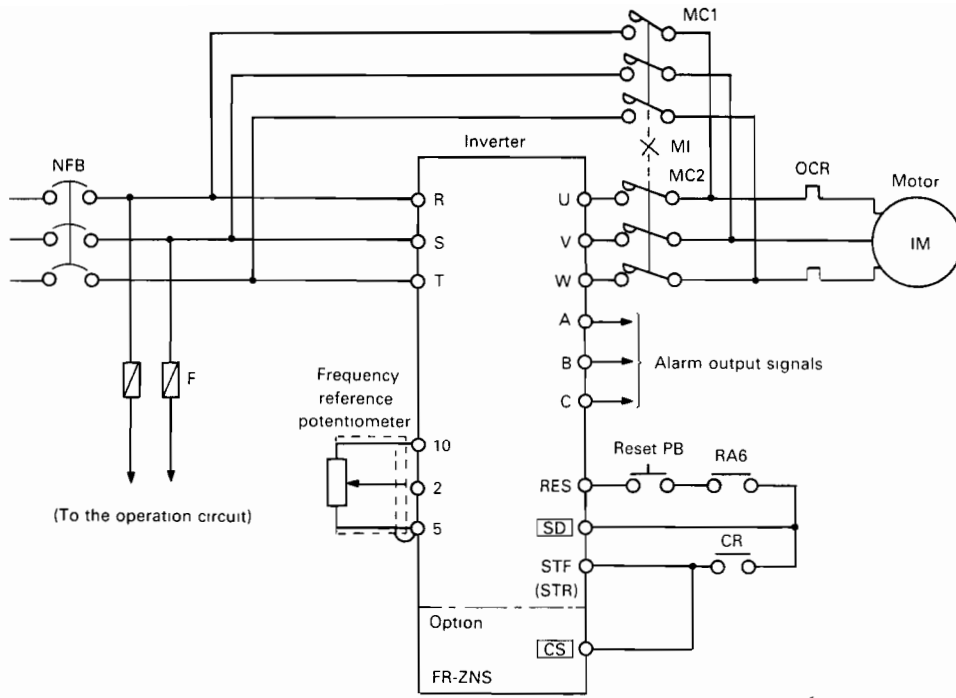 MC1
Inverter
MI
NFB
MC2
OCR
Motor
R
U
S
V
IM
T
W
A
F
Frequency
reference
potentiometer
B
Alarm output signals
C
10
Reset PB
RA6
2
RES
(To the operation circuit)
5
SD
CR
STF
(STR)
Option
CS
FR-ZNS